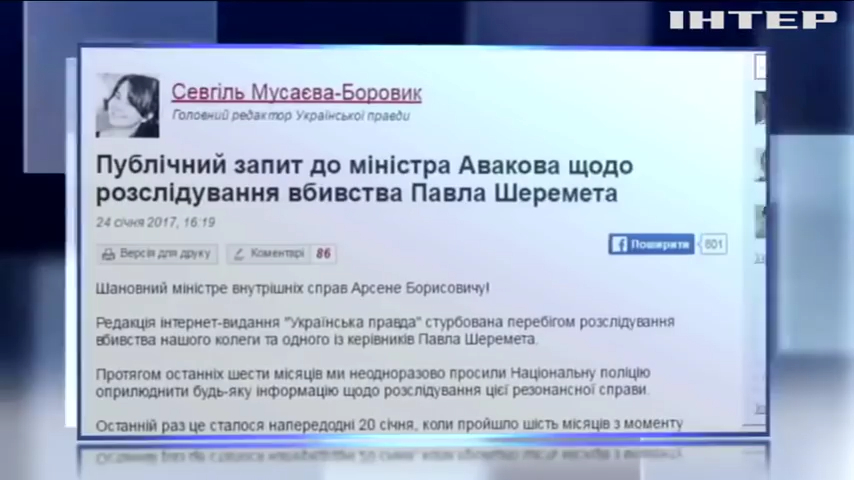 ІНТЕР
Севгіль Мусаєва-Боровик
Головний редактор Української правди
Публічний запит до міністра Авакова щодо
розслідування вбивства Павла Шеремета
24 січня 2017, 16:19
Версія для друку
Коментарі 86
Поширити 801
Шановний міністре внутрішніх справ Арсене Борисовичу!
Редакція інтернет-видання "Українська правда" стурбована перебігом розслідування
вбивства нашого колеги та одного із керівників Павла Шеремета.
Протягом останніх шести місяців ми неодноразово просили Національну поліцію
оприлюднити будь-яку інформацію щодо розслідування цієї резонансної справи.
Останній раз це сталося напередодні 20 січня, коли пройшло шість місяців з моменту